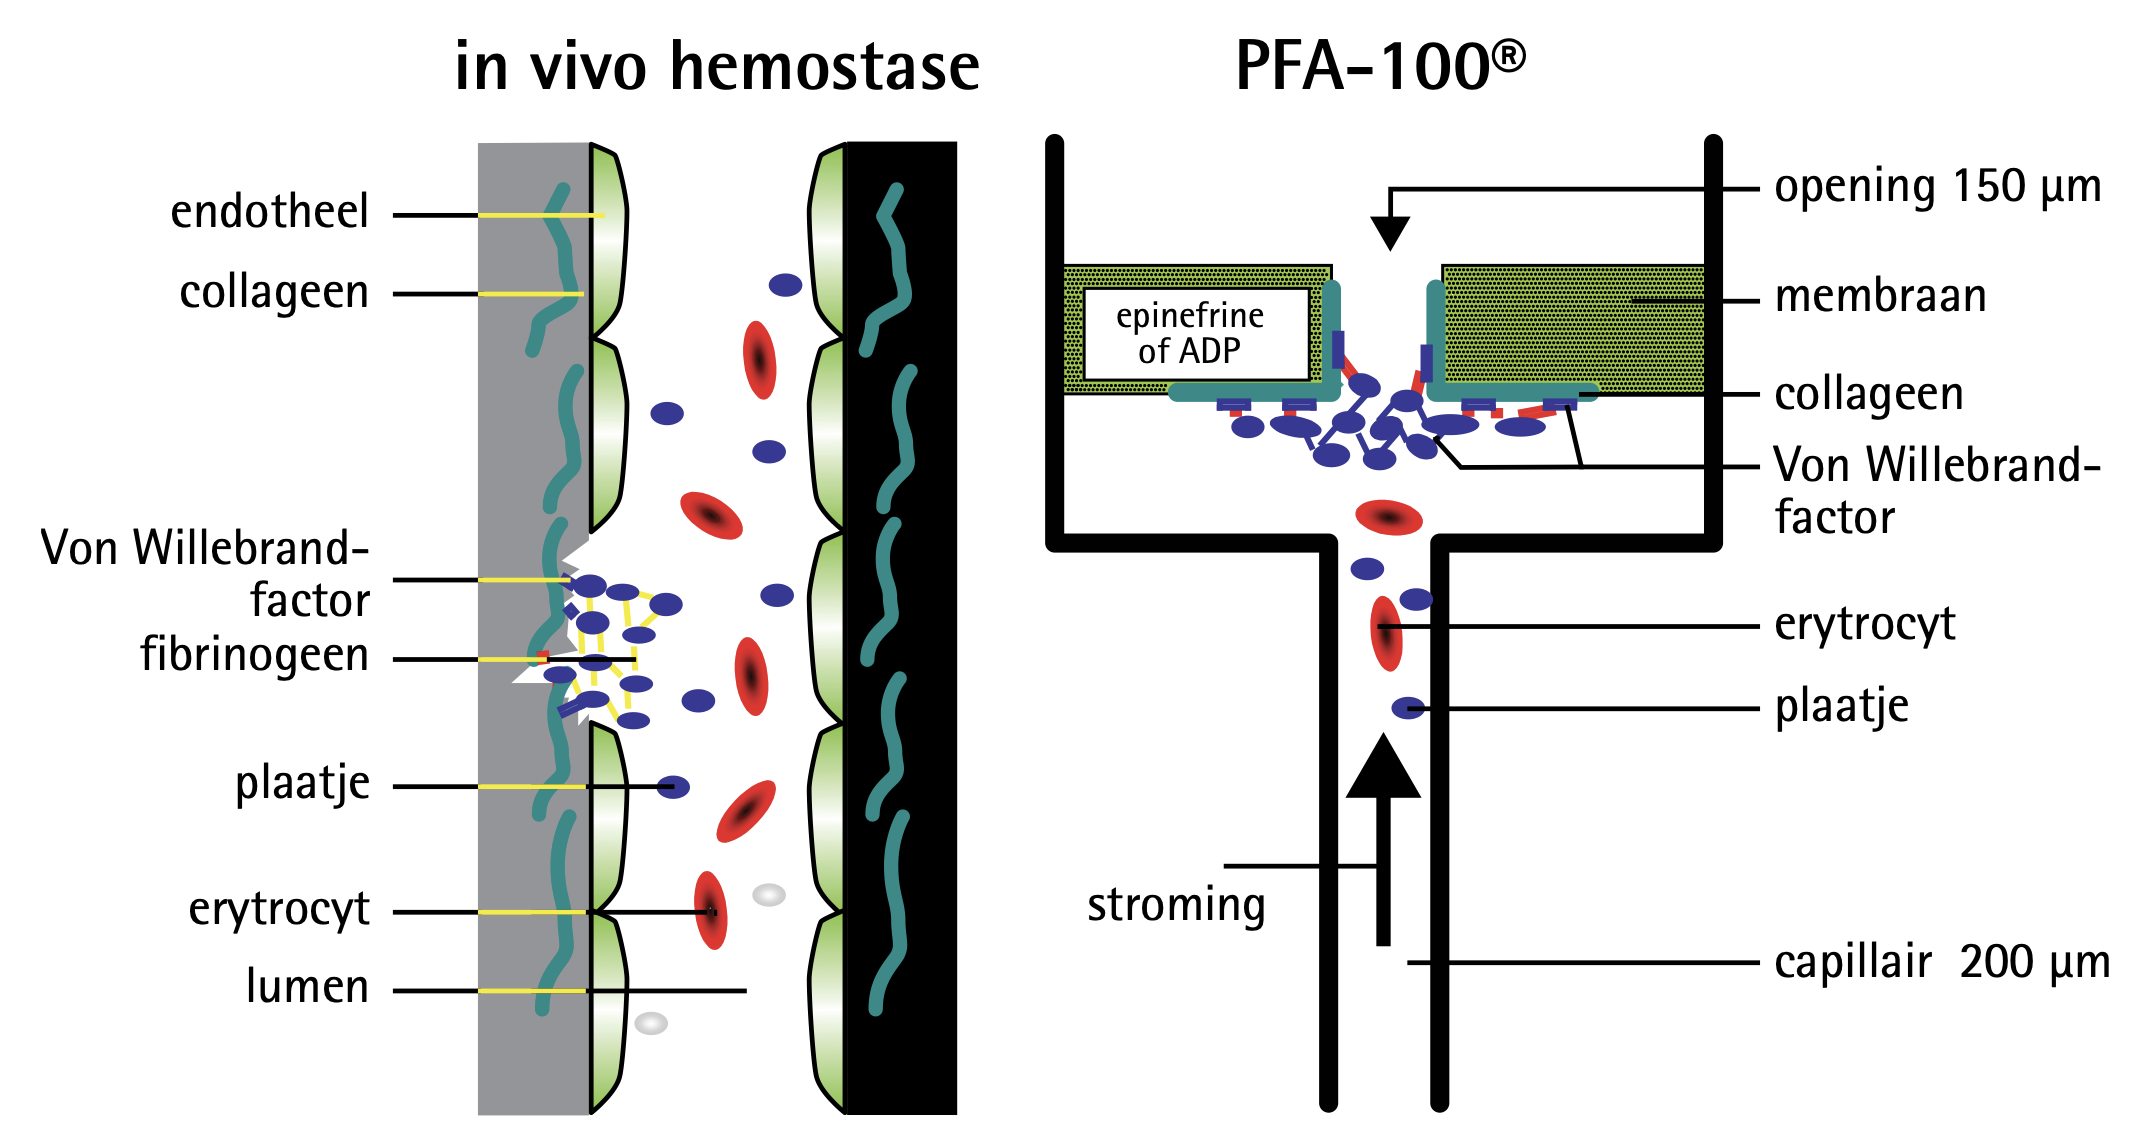 in vivo hemostase
endotheel
collageen
Von Willebrand-
factor
fibrinogeen
plaatje
erytrocyt
lumen
PFA-100®
opening 150 µm
membraan
epinefrine
of ADP
collageen
Von Willebrand-
factor
erytrocyt
plaatje
stroming
capillair 200 µm